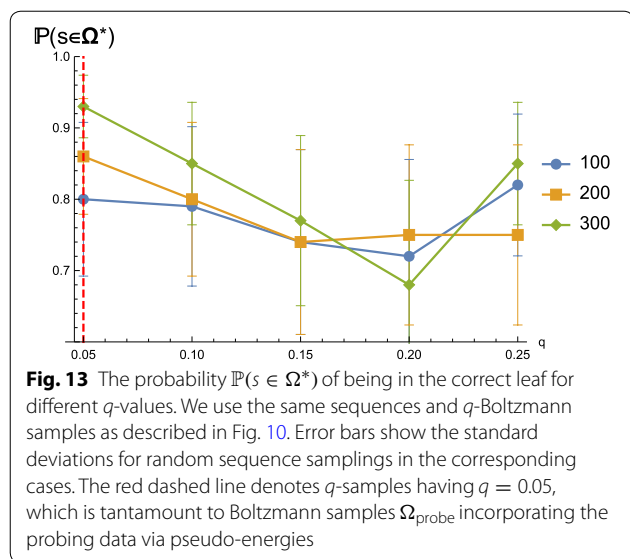 ℙ(s∈Ω*)
1.0
0.9
0.8
0.7
0.05 0.10 0.15 0.20 0.25 q
100
200
300
Fig. 13 The probability ℙ(s ∈ Ω*) of being in the correct leaf for
different q-values. We use the same sequences and q-Boltzmann
samples as described in Fig. 10. Error bars show the standard
deviations for random sequence samplings in the corresponding
cases. The red dashed line denotes q-samples having q = 0.05,
which is tantamount to Boltzmann samples Ωprobe incorporating the
probing data via pseudo-energies